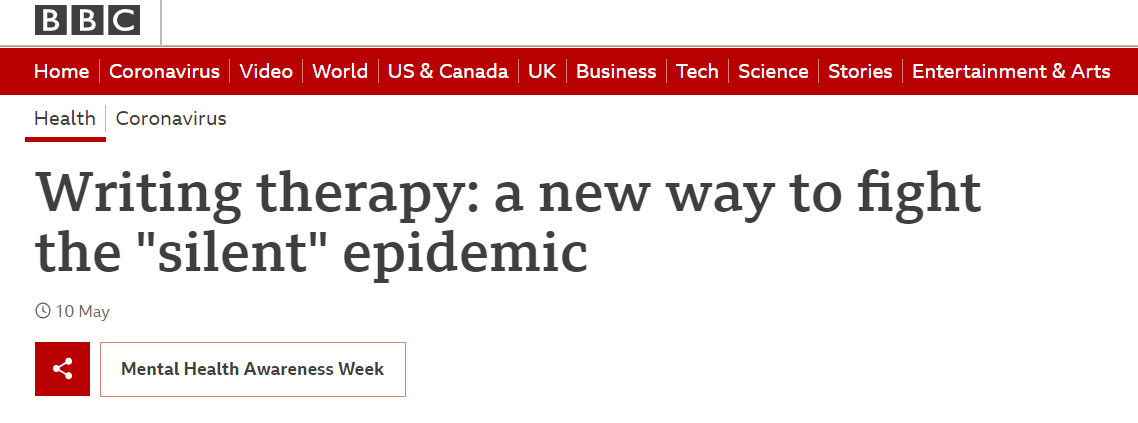 BBC
Home Coronavirus Video World US & Canada UK Business Tech Science Stories Entertainment & Arts
Health Coronavirus
Writing therapy: a new way to fight
the "silent" epidemic
10 May
Mental Health Awareness Week